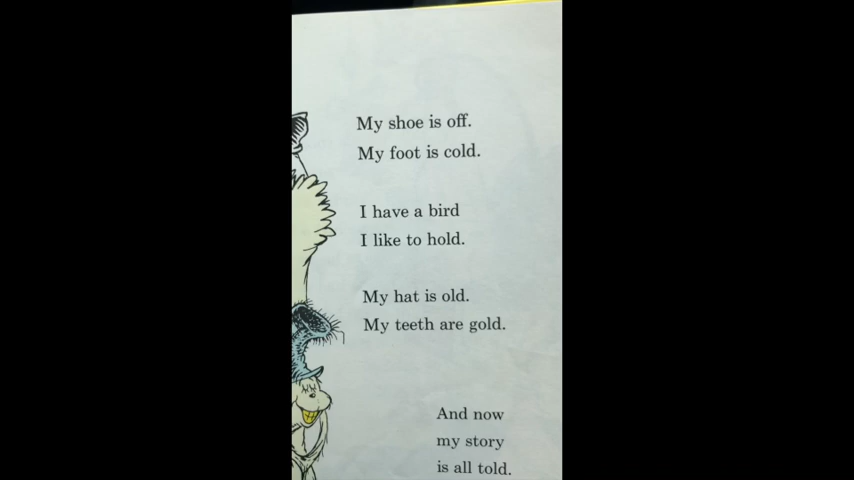 My shoe is off.
My foot is cold.
I have a bird
I like to hold.
My hat is old.
My teeth are gold.
And now
my story
is all told.